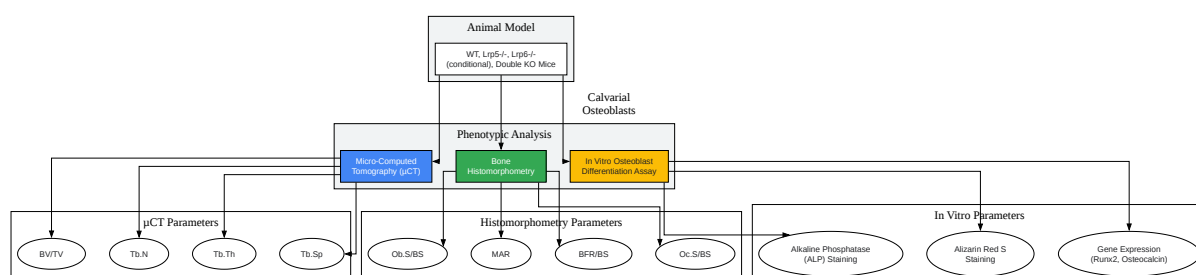 Animal Model
WT, Lrp5-/-, Lrp6-/-
(conditional), Double KO Mice
Calvarial
Osteoblasts
Phenotypic Analysis
Micro-Computed
Tomography (µCT)
Bone
Histomorphometry
In Vitro Osteoblast
Differentiation Assay
µCT Parameters
BV/TV
Tb.N
Tb.Th
Tb.Sp
Histomorphometry Parameters
Ob.S/BS
MAR
BFR/BS
Oc.S/BS
In Vitro Parameters
Alkaline Phosphatase
(ALP) Staining
Alizarin Red S
Staining
Gene Expression
(Runx2, Osteocalcin)